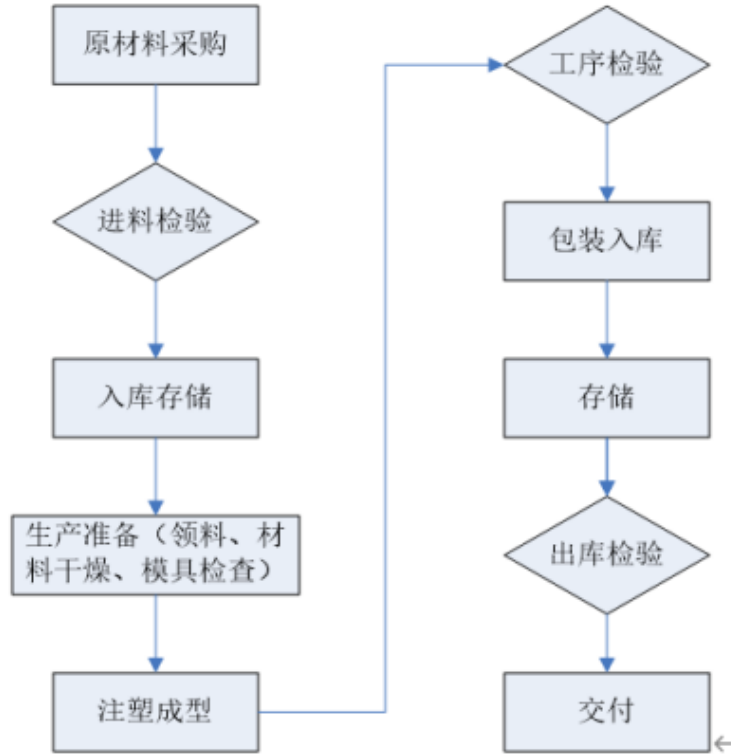 原材料采购
进料检验
入库存储
生产准备（领料、材
料干燥、模具检查）
注塑成型
工序检验
包装入库
存储
出库检验
交付